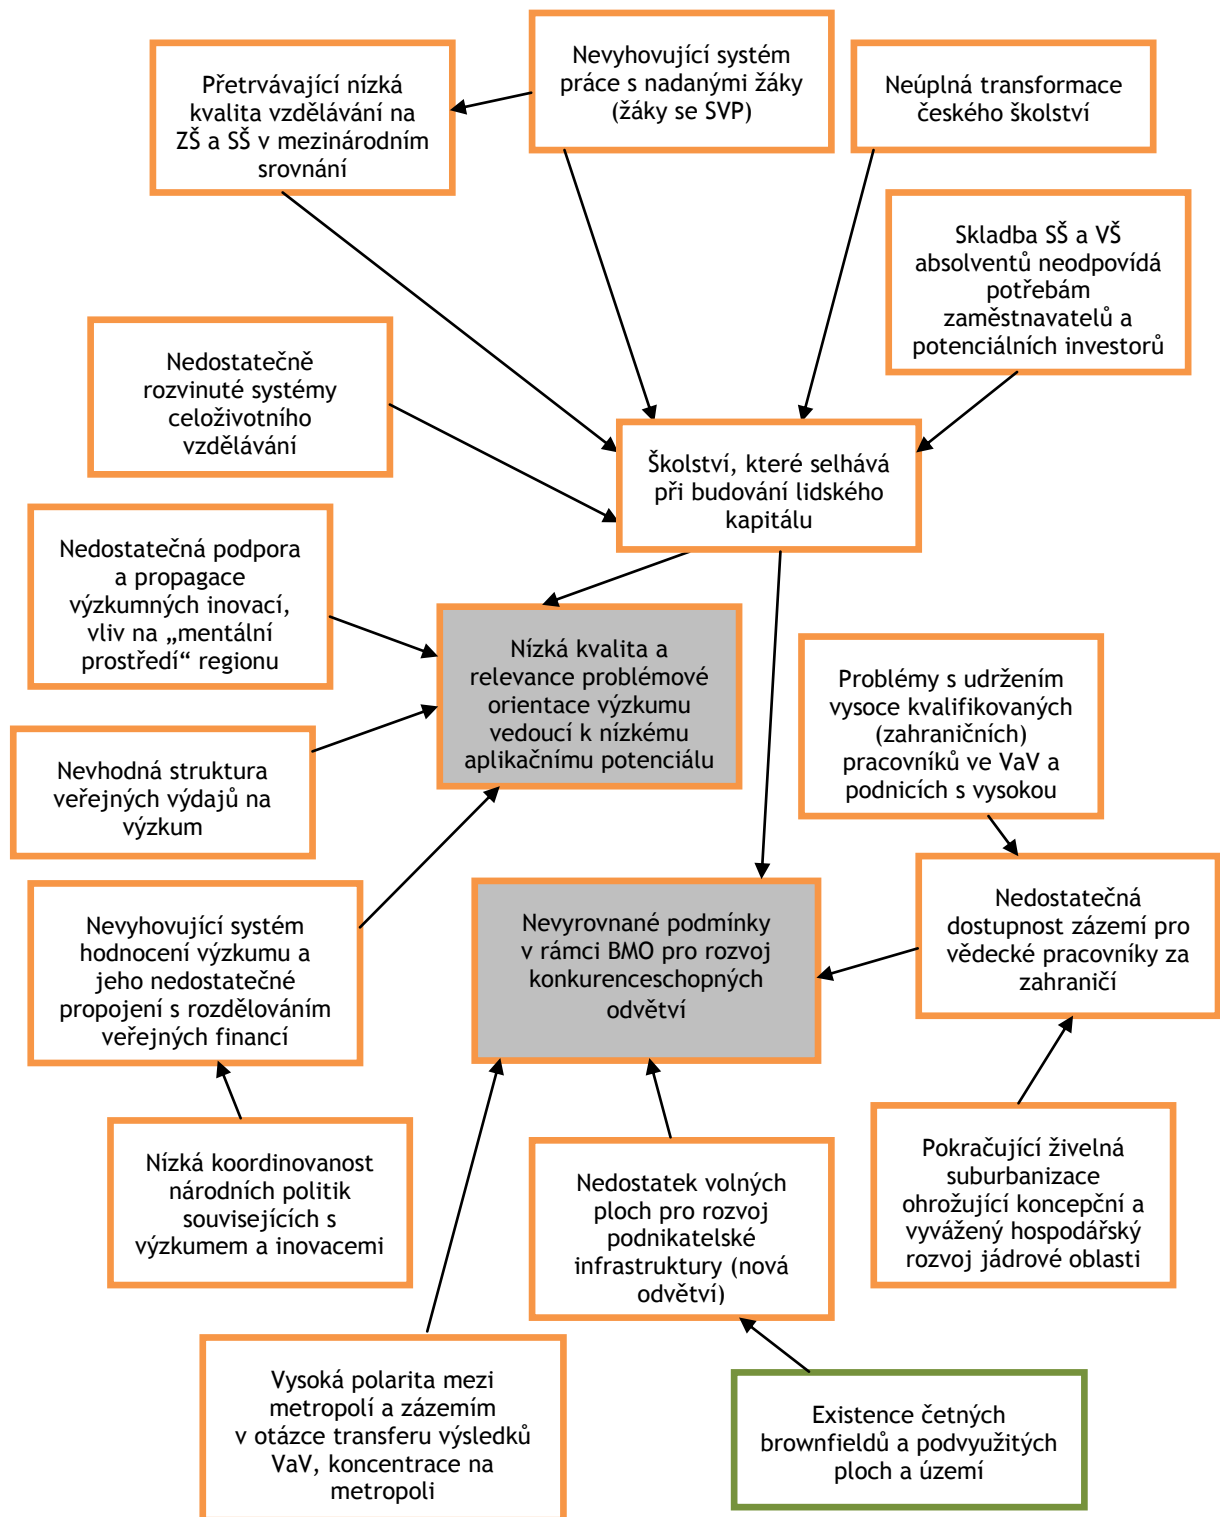 Přetrvávající nízká
kvalita vzdělávání na
ZŠ a SŠ v mezinárodním
srovnání
Nevyhovující systém
práce s nadanými žáky
(žáky se SVP)
Neúplná transformace
českého školství
Skladba SŠ a VŠ
absolventů neodpovídá
potřebám
zaměstnavatelů a
potenciálních investorů
Nedostatečně
rozvinuté systémy
celoživotního
vzdělávání
Školství, které selhává
při budování lidského
kapitálu
Nedostatečná podpora
a propagace
výzkumných inovací,
vliv na „mentální
prostředí“ regionu
Nízká kvalita a
relevance problémové
orientace výzkumu
vedoucí k nízkému
aplikačnímu potenciálu
Problémy s udržením
vysoce kvalifikovaných
(zahraničních)
pracovníků ve VaV a
podnicích s vysokou
Nevhodná struktura
veřejných výdajů na
výzkum
Nevyhovující systém
hodnocení výzkumu a
jeho nedostatečné
propojení s rozdělováním
veřejných financí
Nevyrovnané podmínky
v rámci BMO pro rozvoj
konkurenceschopných
odvětví
Nedostatečná
dostupnost zázemí pro
vědecké pracovníky za
zahraničí
Nízká koordinovanost
národních politik
souvisejících s
výzkumem a inovacemi
Nedostatek volných
ploch pro rozvoj
podnikatelské
infrastruktury (nová
odvětví)
Pokračující živelná
suburbanizace
ohrožující koncepční a
vyvážený hospodářský
rozvoj jádrové oblasti
Vysoká polarita mezi
metropolí a zázemím
v otázce transferu výsledků
VaV, koncentrace na
metropoli
Existence četných
brownfieldů a podvyužitých
ploch a území